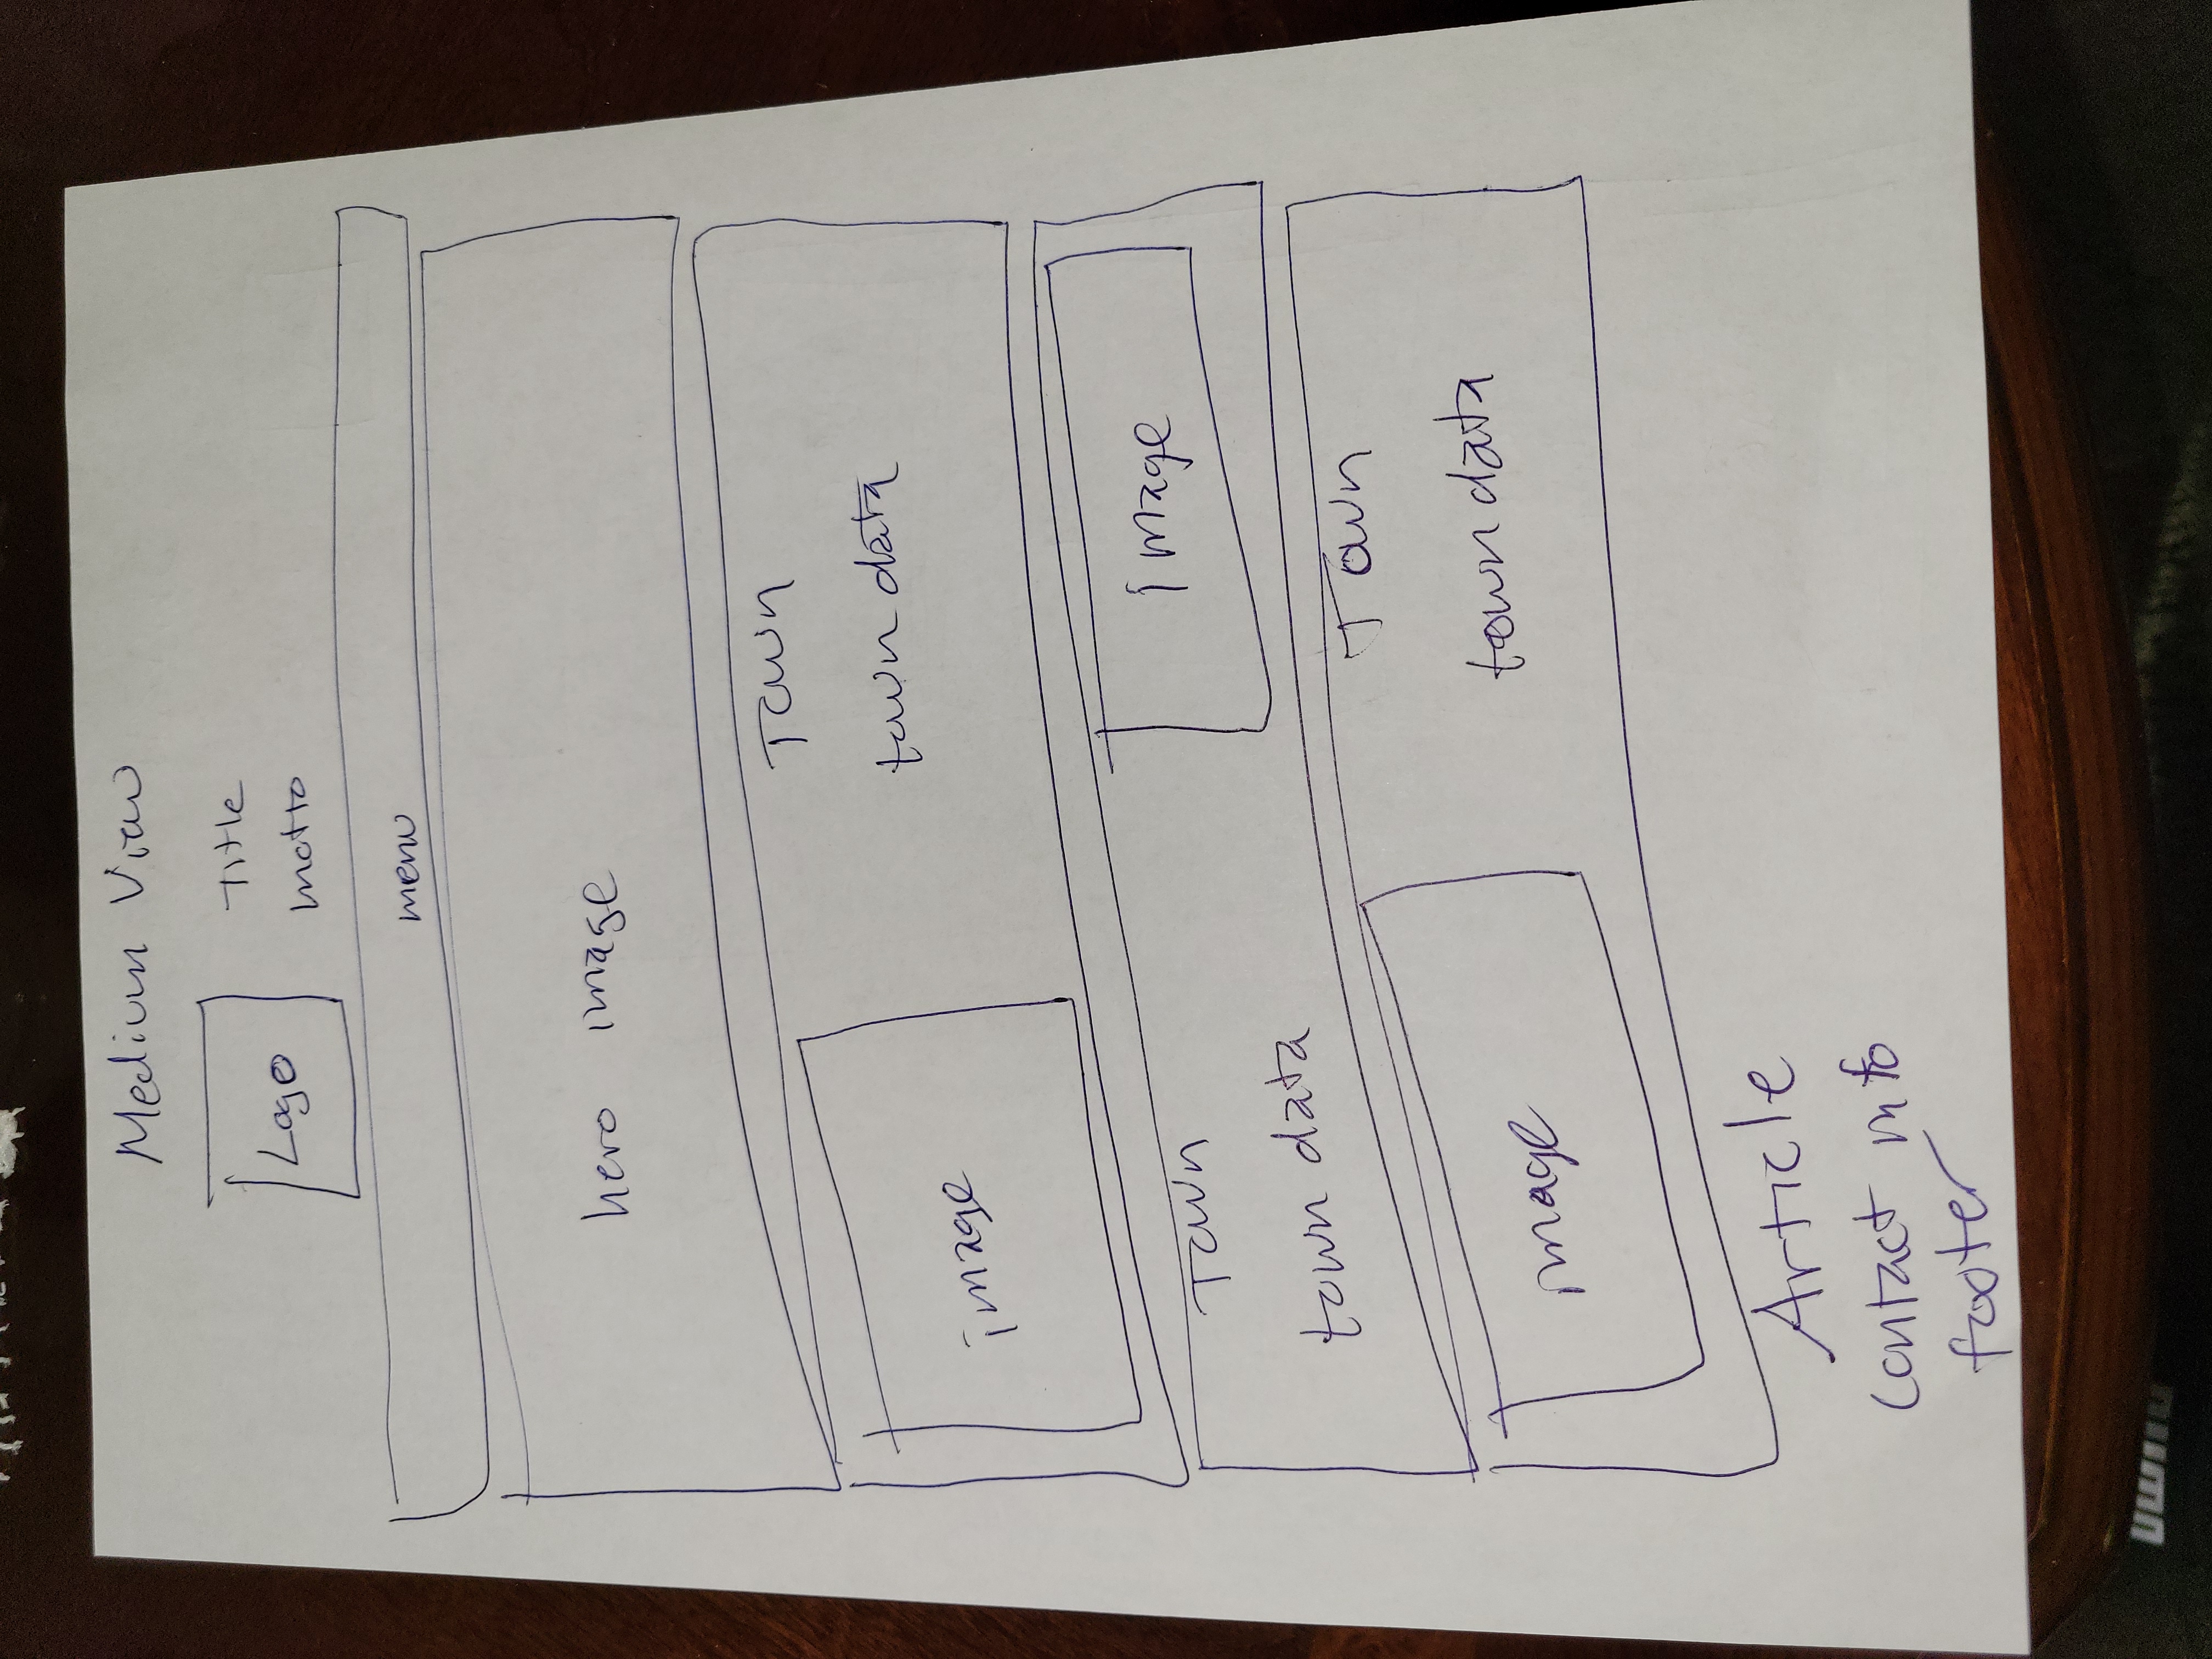 Medium View
Logo
Title
motto
menu
hero image
Town
town data
image
image
Town
town data
Town
town data
image
Article
contact info
footer